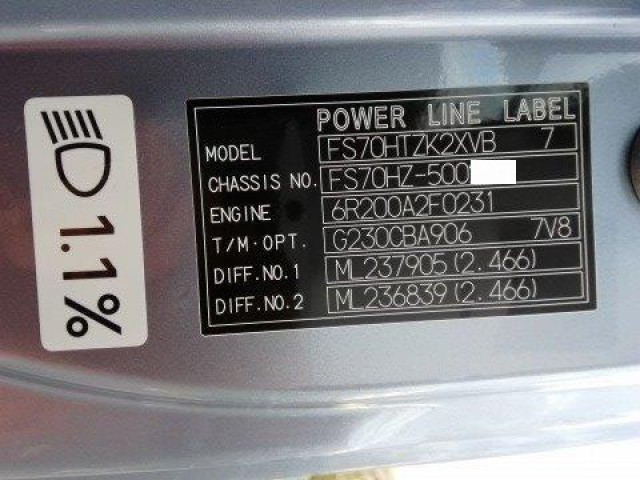 POWER LINE LABEL
MODEL FS70HTZK2XVB 7
CHASSIS NO. FS70HZ-500
ENGINE 6R200A2F0231
T/M·OPT. G230CBA906 7V8
DIFF.NO.1 ML237905(2.466)
DIFF.NO.2 ML236839(2.466)
1.1%